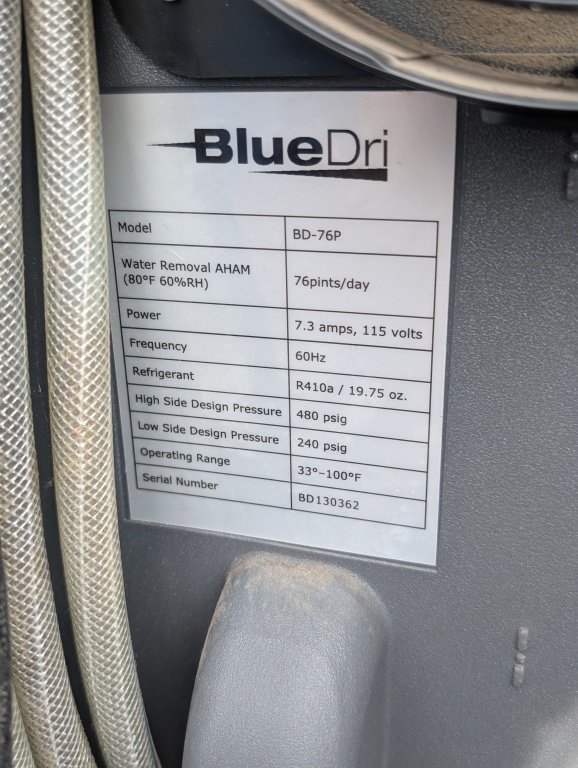 BlueDri
Model BD-76P
Water Removal AHAM
(80°F 60%RH) 76pints/day
Power 7.3 amps, 115 volts
Frequency 60Hz
Refrigerant R410a / 19.75 oz.
High Side Design Pressure 480 psig
Low Side Design Pressure 240 psig
Operating Range 33°–100°F
Serial Number BD130362